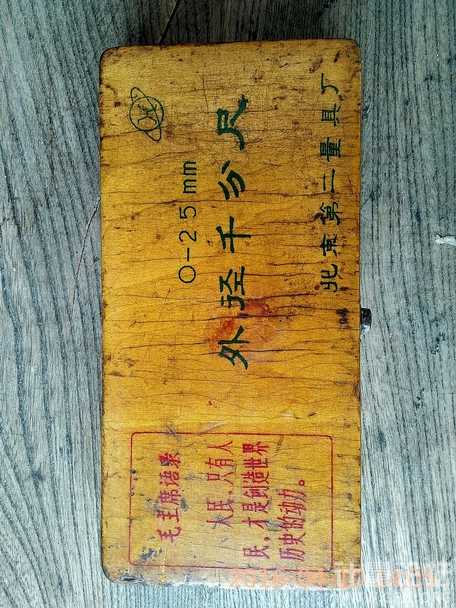 毛主席语录
人民,只有人
民,才是创造世界
历史的动力。
0-25mm
外径千分尺
北京第二量具厂